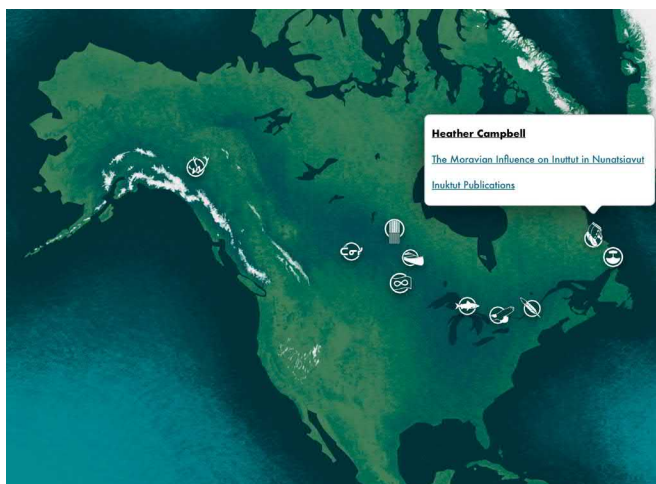 Heather Campbell
The Moravian Influence on Inuttut in Nunatsiavut
Inuktut Publications